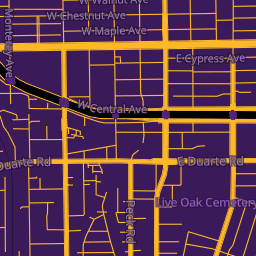 W Walnut Ave
W Chestnut Ave
W Maple Ave
Monterey Ave
E Cypress Ave
W Central Ave
Duarte Rd
E Duarte Rd
Peck Rd
Live Oak Cemetery